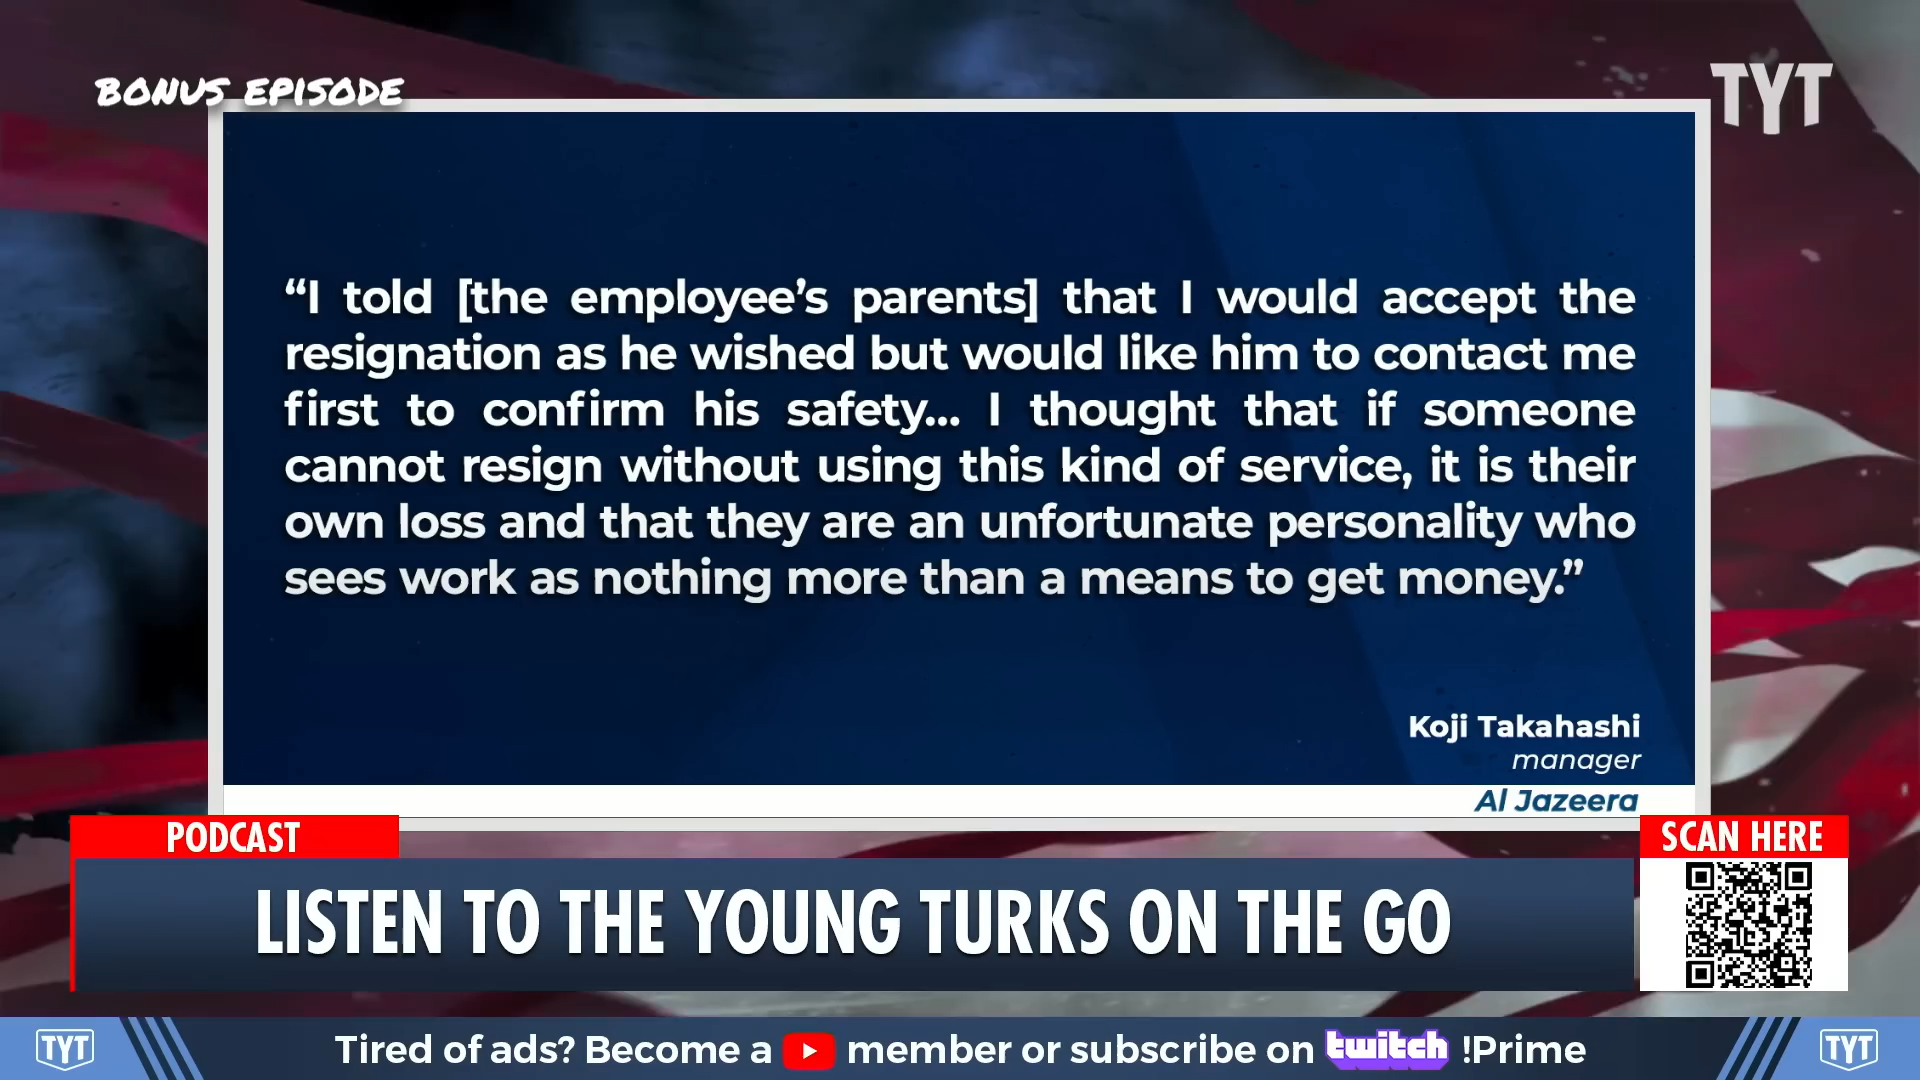 BONUS EPISODE
TYT
“I told [the employee’s parents] that I would accept the
resignation as he wished but would like him to contact me
first to confirm his safety... I thought that if someone
cannot resign without using this kind of service, it is their
own loss and that they are an unfortunate personality who
sees work as nothing more than a means to get money.”
Koji Takahashi
manager
Al Jazeera
PODCAST
SCAN HERE
LISTEN TO THE YOUNG TURKS ON THE GO
TYT
Tired of ads? Become a member or subscribe on twitch !Prime
TYT